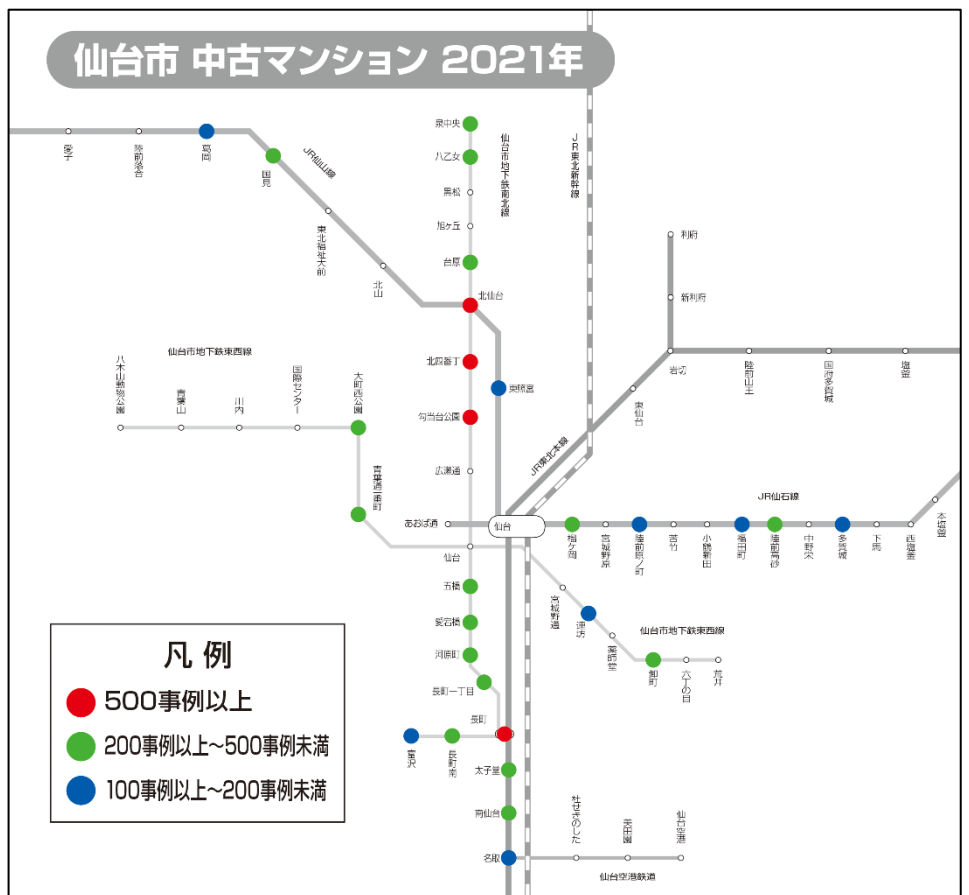 仙台市 中古マンション 2021年
愛子
陸前落合
葛岡
国見
JR仙山線
東北福祉大前
北山
泉中央
八乙女
黒松
旭ヶ丘
台原
北仙台
北四番丁
勾当台公園
広瀬通
仙台市地下鉄南北線
JR東北新幹線
東照宮
利府
新利府
岩切
東仙台
陸前山王
国府多賀城
塩釜
JR東北本線
仙台市地下鉄東西線
八木山動物公園
青葉山
川内
国際センター
大町西公園
青葉通一番町
あおば通
仙台
JR仙石線
榴ケ岡
宮城野原
陸前原ノ町
苦竹
小鶴新田
福田町
陸前高砂
中野栄
多賀城
下馬
西塩釜
本塩釜
仙台
五橋
愛宕橋
河原町
長町一丁目
長町
宮城野通
連坊
薬師堂
卸町
六丁の目
荒井
仙台市地下鉄東西線
富沢
長町南
太子堂
南仙台
名取
杜せきのした
美田園
仙台空港
仙台空港鉄道
凡例
500事例以上
200事例以上～500事例未満
100事例以上～200事例未満